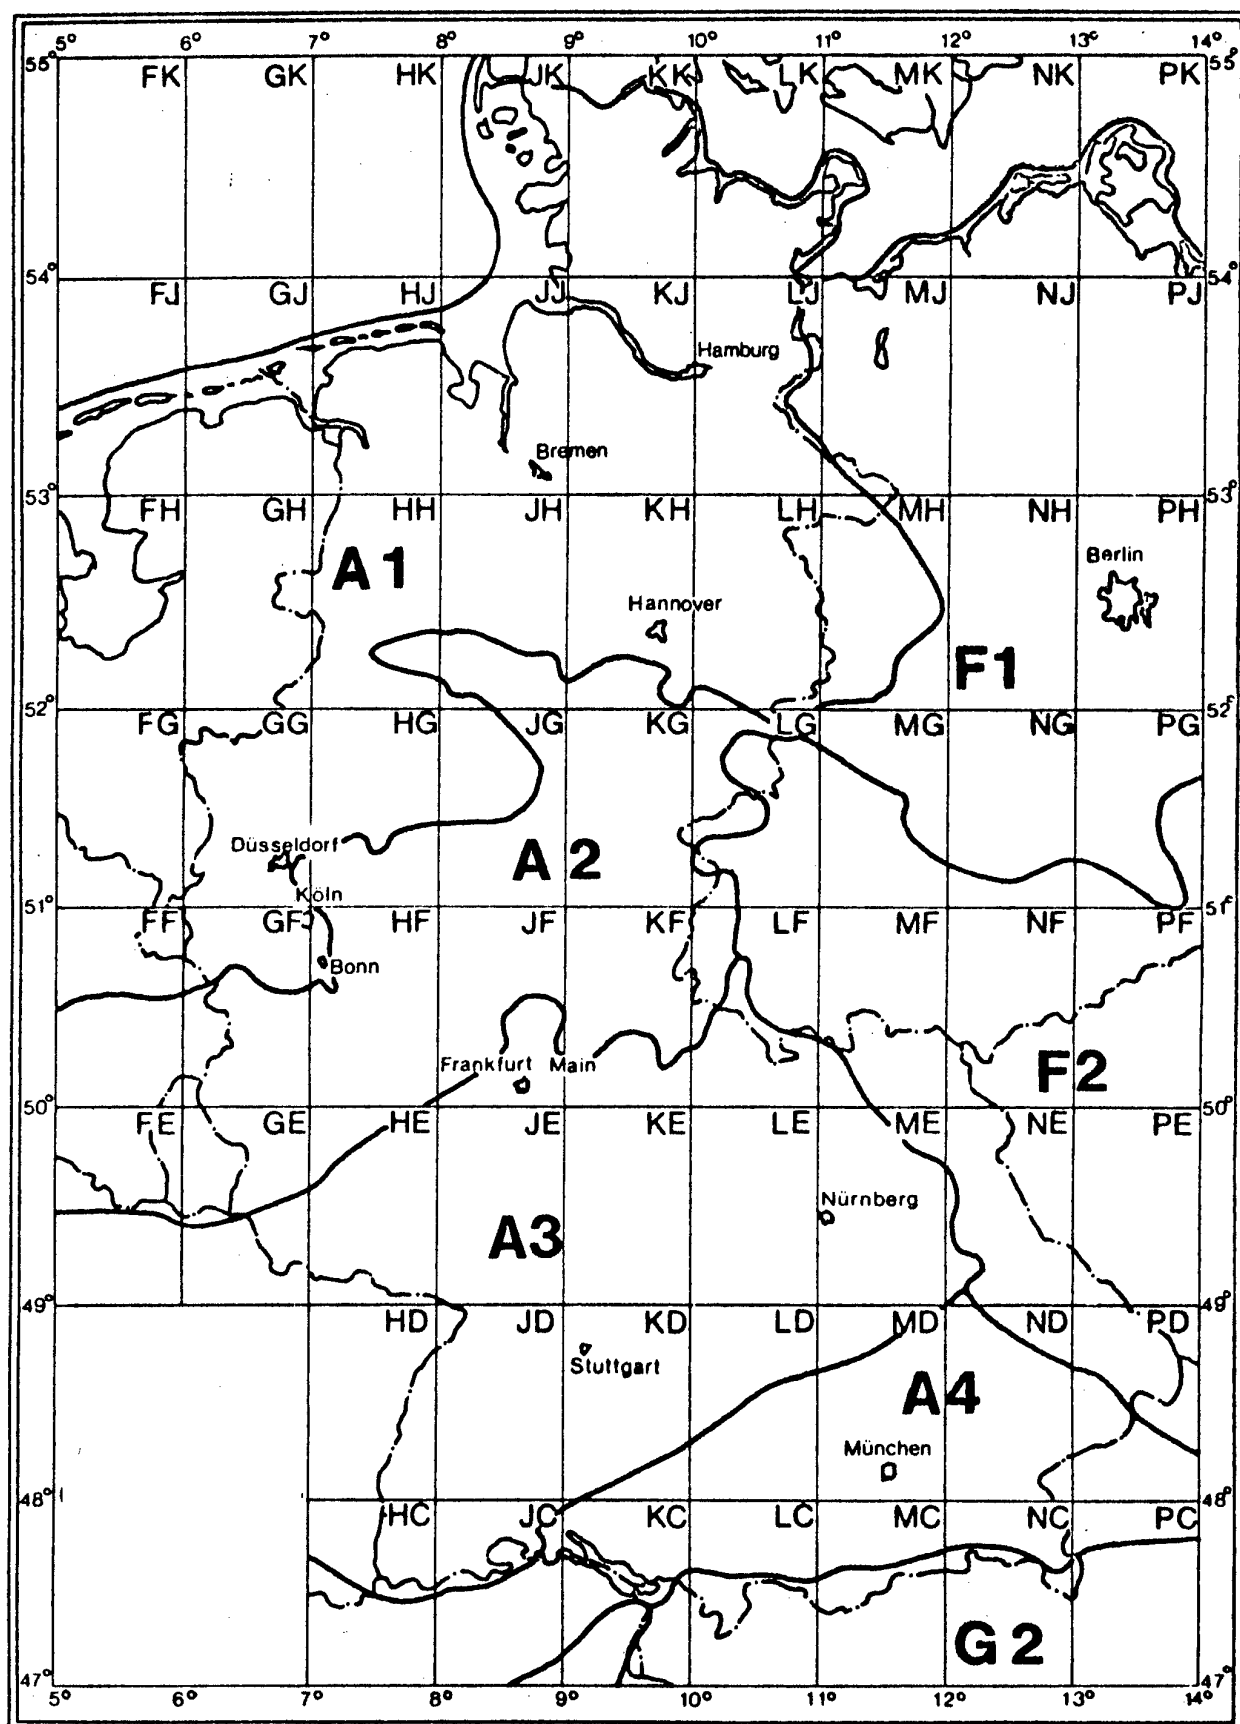 5° 6° 7° 8° 9° 10° 11° 12° 13° 14°
55° 55°
FK GK HK JK KK LK MK NK PK
54° 54°
FJ GJ HJ JJ KJ LJ MJ NJ PJ
Hamburg
Bremen
53° 53°
FH GH HH JH KH LH MH NH PH
A1
Berlin
Hannover
F1
52° 52°
FG GG HG JG KG LG MG NG PG
Düsseldorf
A2
Köln
51° 51°
FF GF HF JF KF LF MF NF PF
Bonn
Frankfurt Main
F2
50° 50°
FE GE HE JE KE LE ME NE PE
Nürnberg
A3
49° 49°
HD JD KD LD MD ND PD
Stuttgart
A4
München
48° 48°
HC JC KC LC MC NC PC
G2
47° 47°
5° 6° 7° 8° 9° 10° 11° 12° 13° 14°